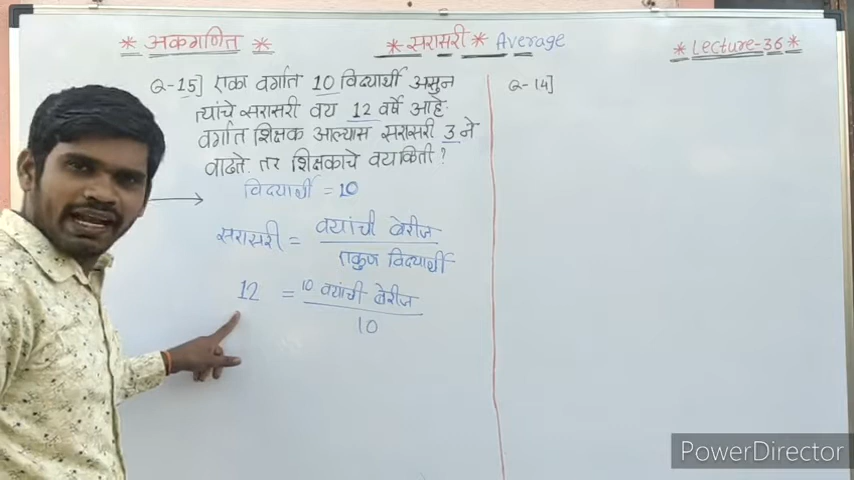 * अंकगणित *
* सरासरी * Average
* Lecture-36 *
Q-15] एका वर्गात 10 विद्यार्थी असुन
त्यांचे सरासरी वय 12 वर्षे आहे.
वर्गात शिक्षक आल्यास सरासरी 3 ने
वाढते. तर शिक्षकाचे वय किती?
विद्यार्थी = 10
सरासरी = वयांची बेरीज
एकुण विद्यार्थी
12 = 10 वयांची बेरीज
10
Q-14]
PowerDirector